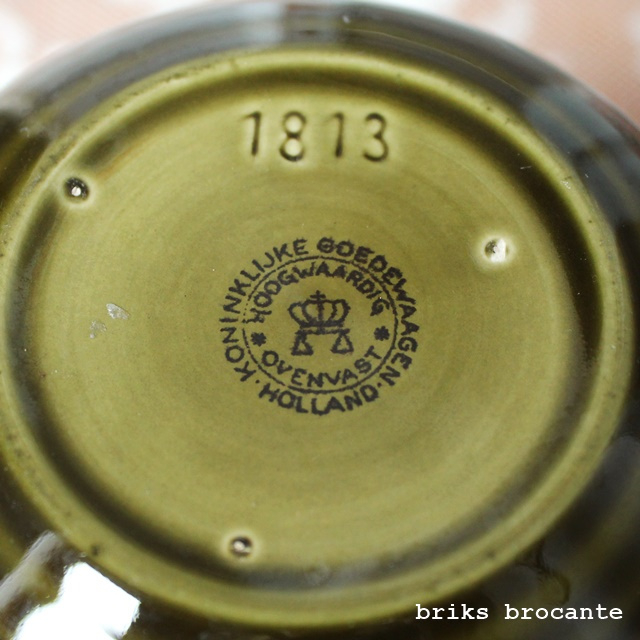 1813
KONINKLIJKE GOEDEWAAGEN
HOOGWAARDIG
OVENVAST
· HOLLAND ·
briks brocante